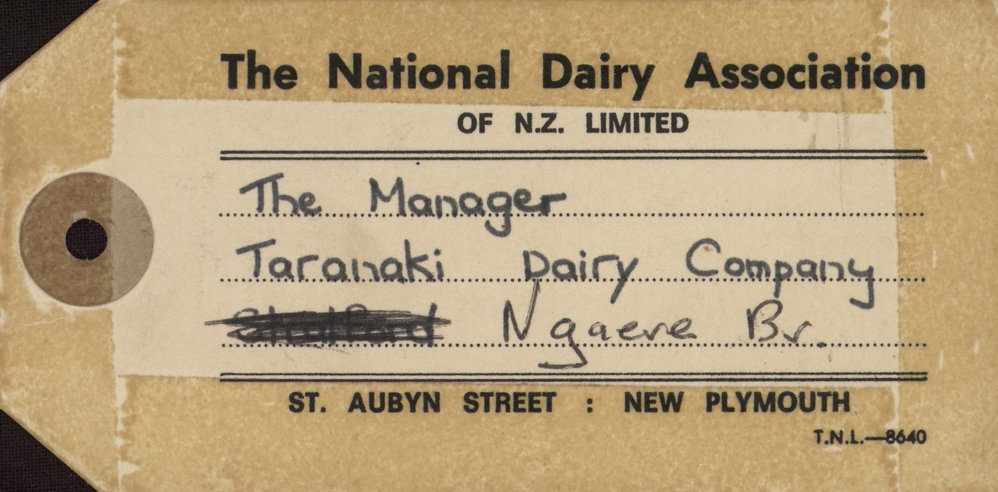 The National Dairy Association
OF N.Z. LIMITED
The Manager
Taranaki Dairy Company
Stratford Ngaere Br.
ST. AUBYN STREET : NEW PLYMOUTH
T.N.L.—8640